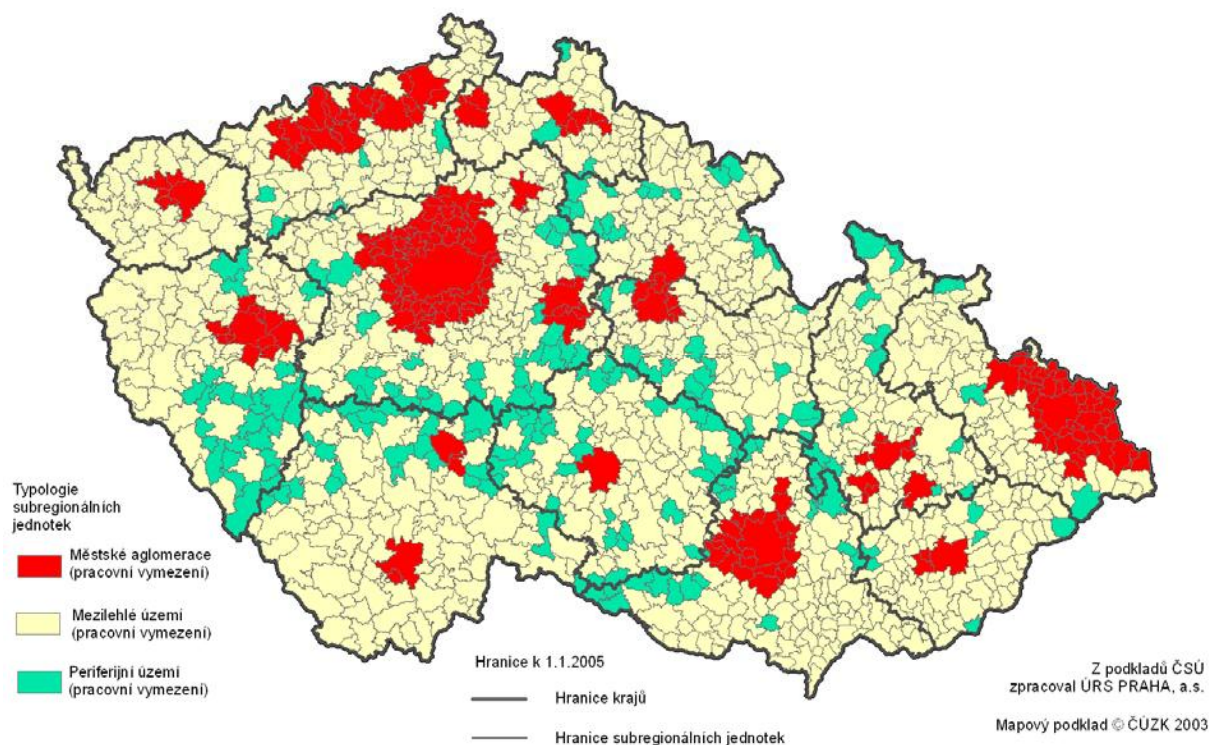 Typologie
subregionálních
jednotek
Městské aglomerace
(pracovní vymezení)
Mezilehlé území
(pracovní vymezení)
Periferijní území
(pracovní vymezení)
Hranice k 1.1.2005
Hranice krajů
Hranice subregionálních jednotek
Z podkladů ČSÚ
zpracoval ÚRS PRAHA, a.s.
Mapový podklad © ČÚZK 2003